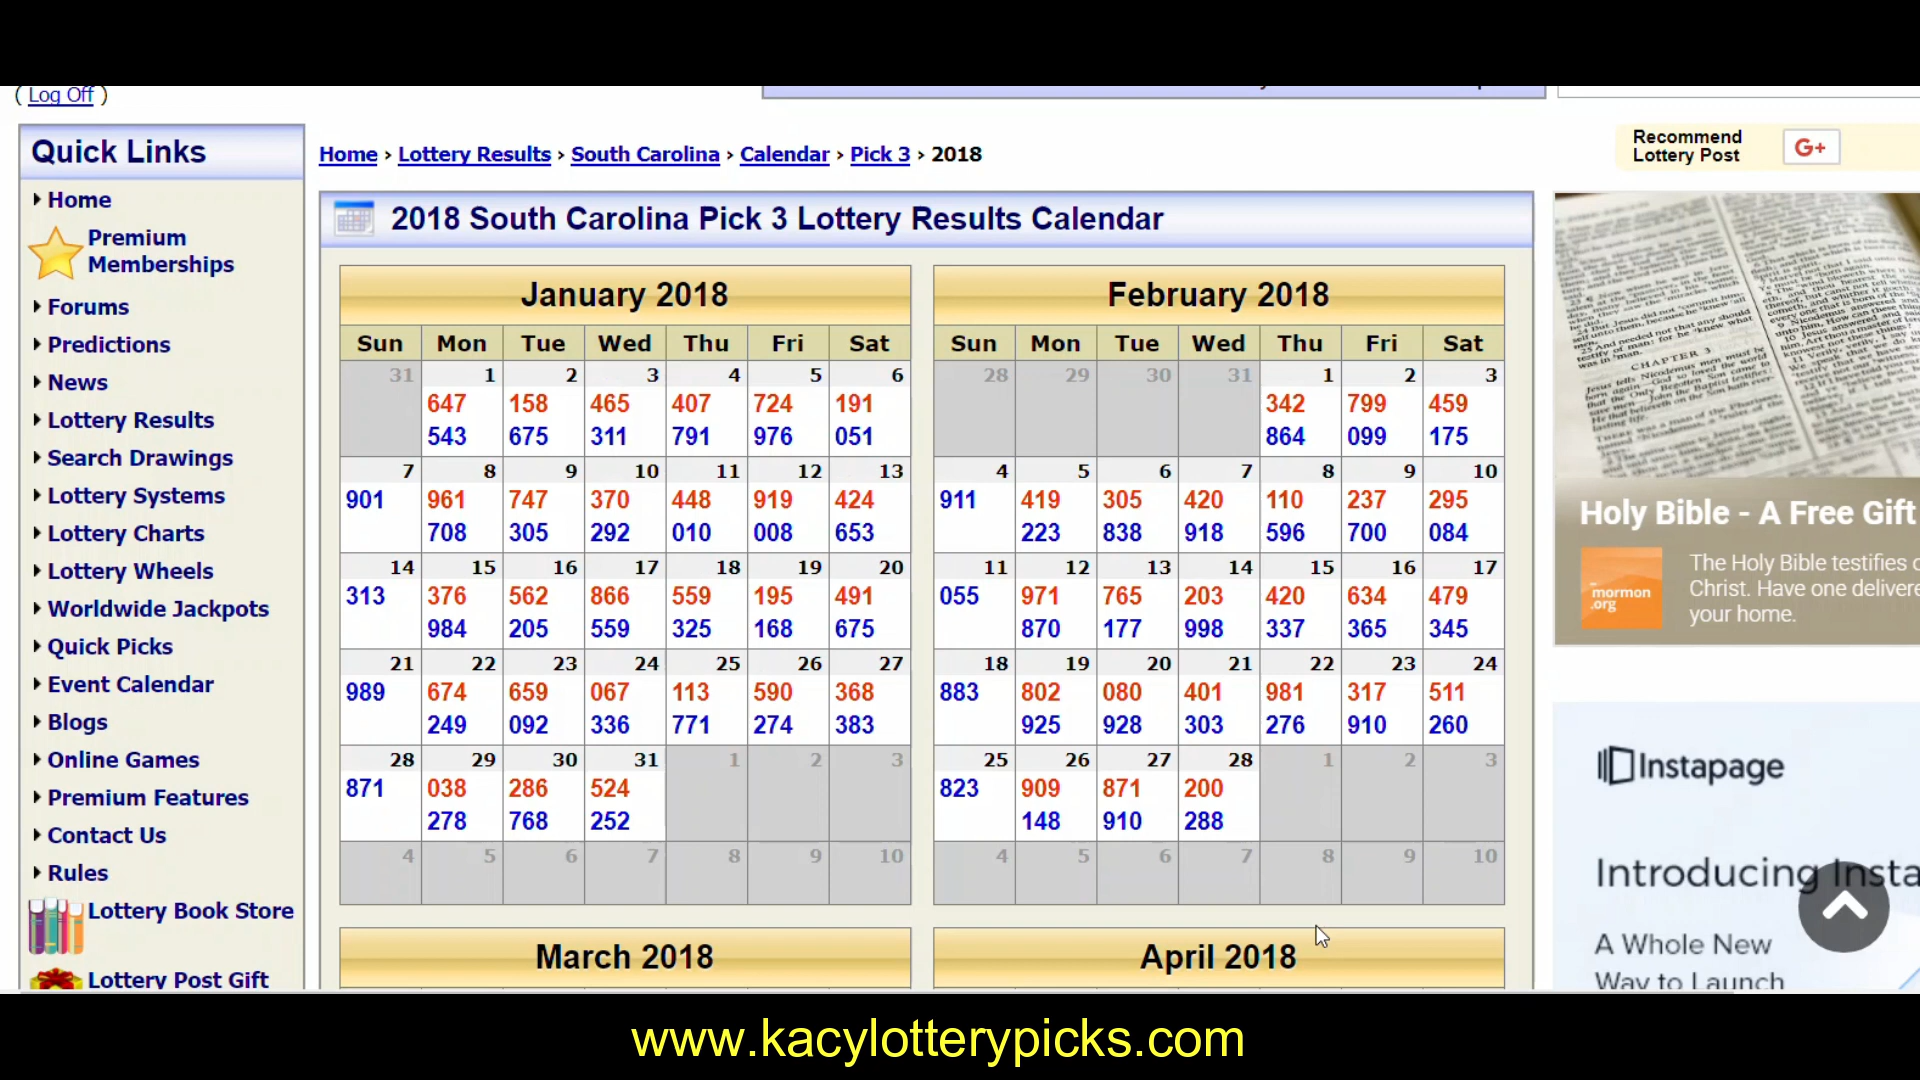 ( Log Off )
Quick Links
Home
Premium
Memberships
Forums
Predictions
News
Lottery Results
Search Drawings
Lottery Systems
Lottery Charts
Lottery Wheels
Worldwide Jackpots
Quick Picks
Event Calendar
Blogs
Online Games
Premium Features
Contact Us
Rules
Lottery Book Store
Lottery Post Gift
Home › Lottery Results › South Carolina › Calendar › Pick 3 › 2018
2018 South Carolina Pick 3 Lottery Results Calendar
January 2018
Sun Mon Tue Wed Thu Fri Sat
31 1 2 3 4 5 6
647 158 465 407 724 191
543 675 311 791 976 051
7 8 9 10 11 12 13
901 961 747 370 448 919 424
708 305 292 010 008 653
14 15 16 17 18 19 20
313 376 562 866 559 195 491
984 205 559 325 168 675
21 22 23 24 25 26 27
989 674 659 067 113 590 368
249 092 336 771 274 383
28 29 30 31 1 2 3
871 038 286 524
278 768 252
4 5 6 7 8 9 10
February 2018
Sun Mon Tue Wed Thu Fri Sat
28 29 30 31 1 2 3
342 799 459
864 099 175
4 5 6 7 8 9 10
911 419 305 420 110 237 295
223 838 918 596 700 084
11 12 13 14 15 16 17
055 971 765 203 420 634 479
870 177 998 337 365 345
18 19 20 21 22 23 24
883 802 080 401 981 317 511
925 928 303 276 910 260
25 26 27 28 1 2 3
823 909 871 200
148 910 288
4 5 6 7 8 9 10
March 2018
April 2018
Recommend
Lottery Post
G+
CHAPTER 3
Holy Bible - A Free Gift
mormon
.org
The Holy Bible testifies
Christ. Have one
your home.
Instapage
Introducing
A Whole New
Way to Launch
www.kacylotterypicks.com